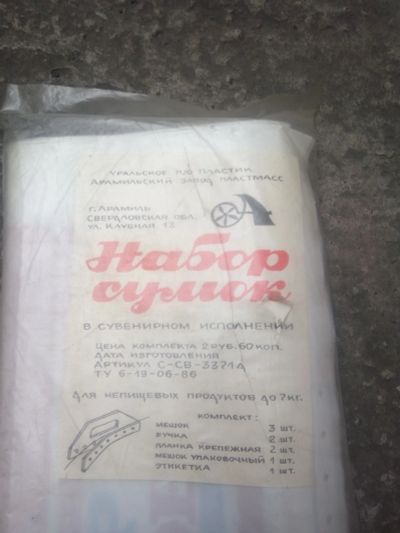 УРАЛЬСКОЕ П/О ПЛАСТИК
АРАМИЛЬСКИЙ ЗАВОД ПЛАСТМАСС
Г. АРАМИЛЬ
СВЕРДЛОВСКАЯ ОБЛ.
УЛ. КЛУБНАЯ 13
Набор
сумок
В СУВЕНИРНОМ ИСПОЛНЕНИИ
ЦЕНА КОМПЛЕКТА 2 РУБ. 60 КОП.
ДАТА ИЗГОТОВЛЕНИЯ
АРТИКУЛ С-СВ-3371А
ТУ 6-19-06-86
ДЛЯ НЕПИЩЕВЫХ ПРОДУКТОВ ДО 7 КГ.
КОМПЛЕКТ:
МЕШОК 3 ШТ.
РУЧКА 2 ШТ.
ПЛАНКА КРЕПЕЖНАЯ 2 ШТ.
МЕШОК УПАКОВОЧНЫЙ 1 ШТ.
ЭТИКЕТКА 1 ШТ.